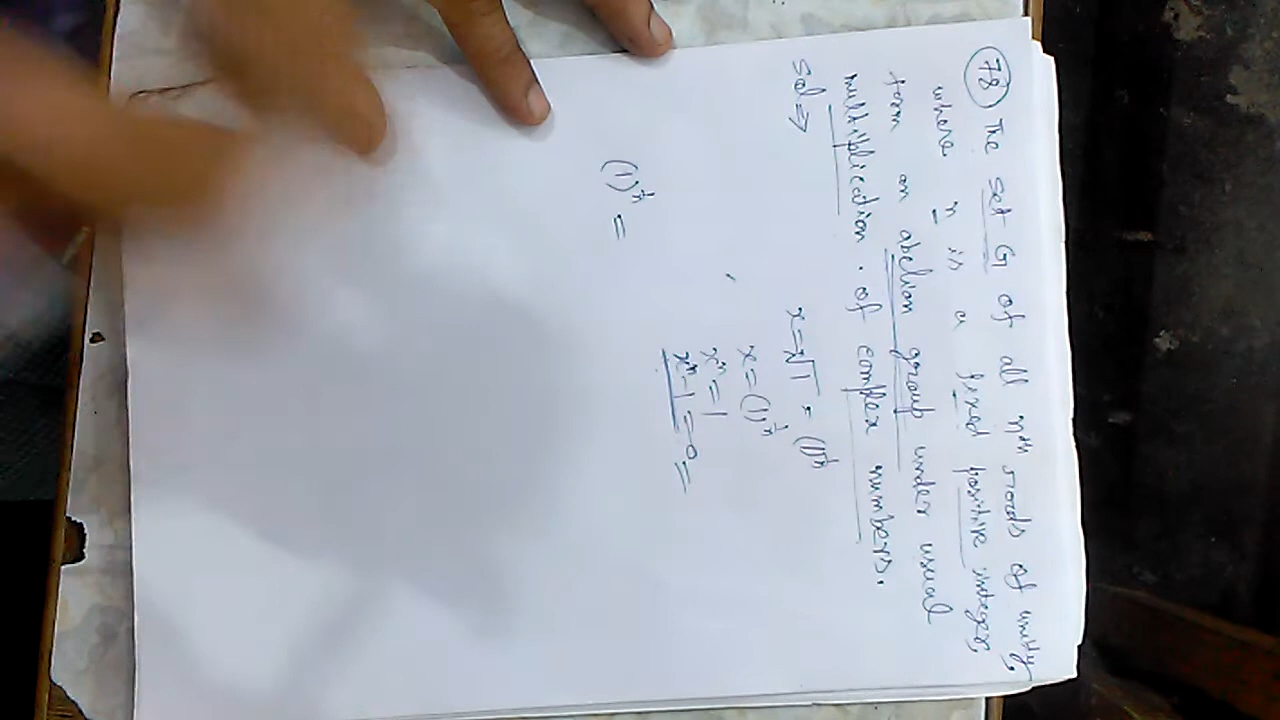 78) The set G of all nth roots of unity,
where n is a fixed positive integer,
form an abelian group under usual
multiplication. of complex numbers.
Sol⇒
x = ⁿ√1 = (1)^1/n
x = (1)^1/n
xⁿ = 1
xⁿ - 1 = 0 =
(1)^1/n =